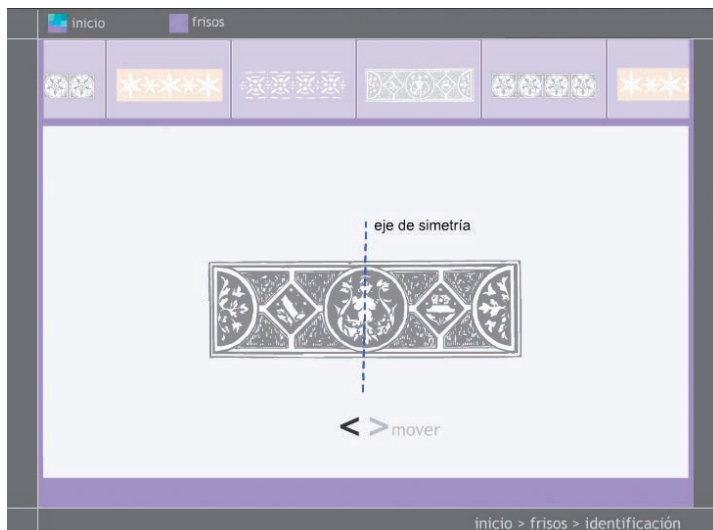 inicio
frisos
eje de simetría
< > mover
inicio > frisos > identificación